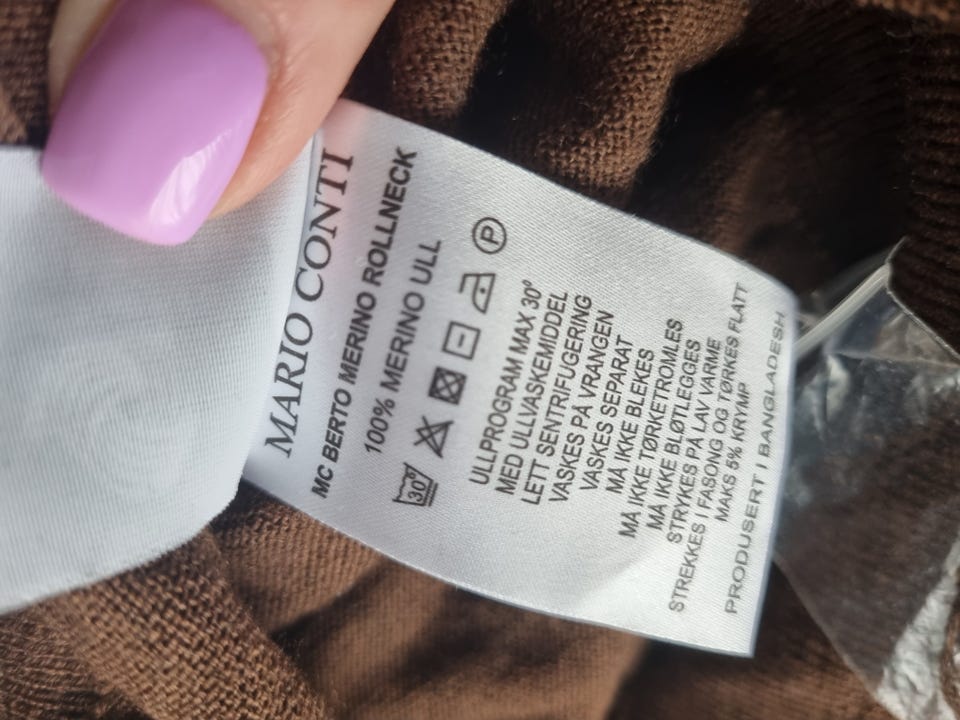 MARIO CONTI
MC BERTO MERINO ROLLNECK
100% MERINO ULL
30° P
ULLPROGRAM MAX 30°
MED ULLVASKEMIDDEL
LETT SENTRIFUGERING
VASKES PÅ VRANGEN
VASKES SEPARAT
MÅ IKKE BLEKES
MÅ IKKE TØRKETROMLES
MÅ IKKE BLØTLEGGES
STRYKES PÅ LAV VARME
STREKKES I FASONG OG TØRKES FLATT
MAKS 5% KRYMP
PRODUSERT I BANGLADESH